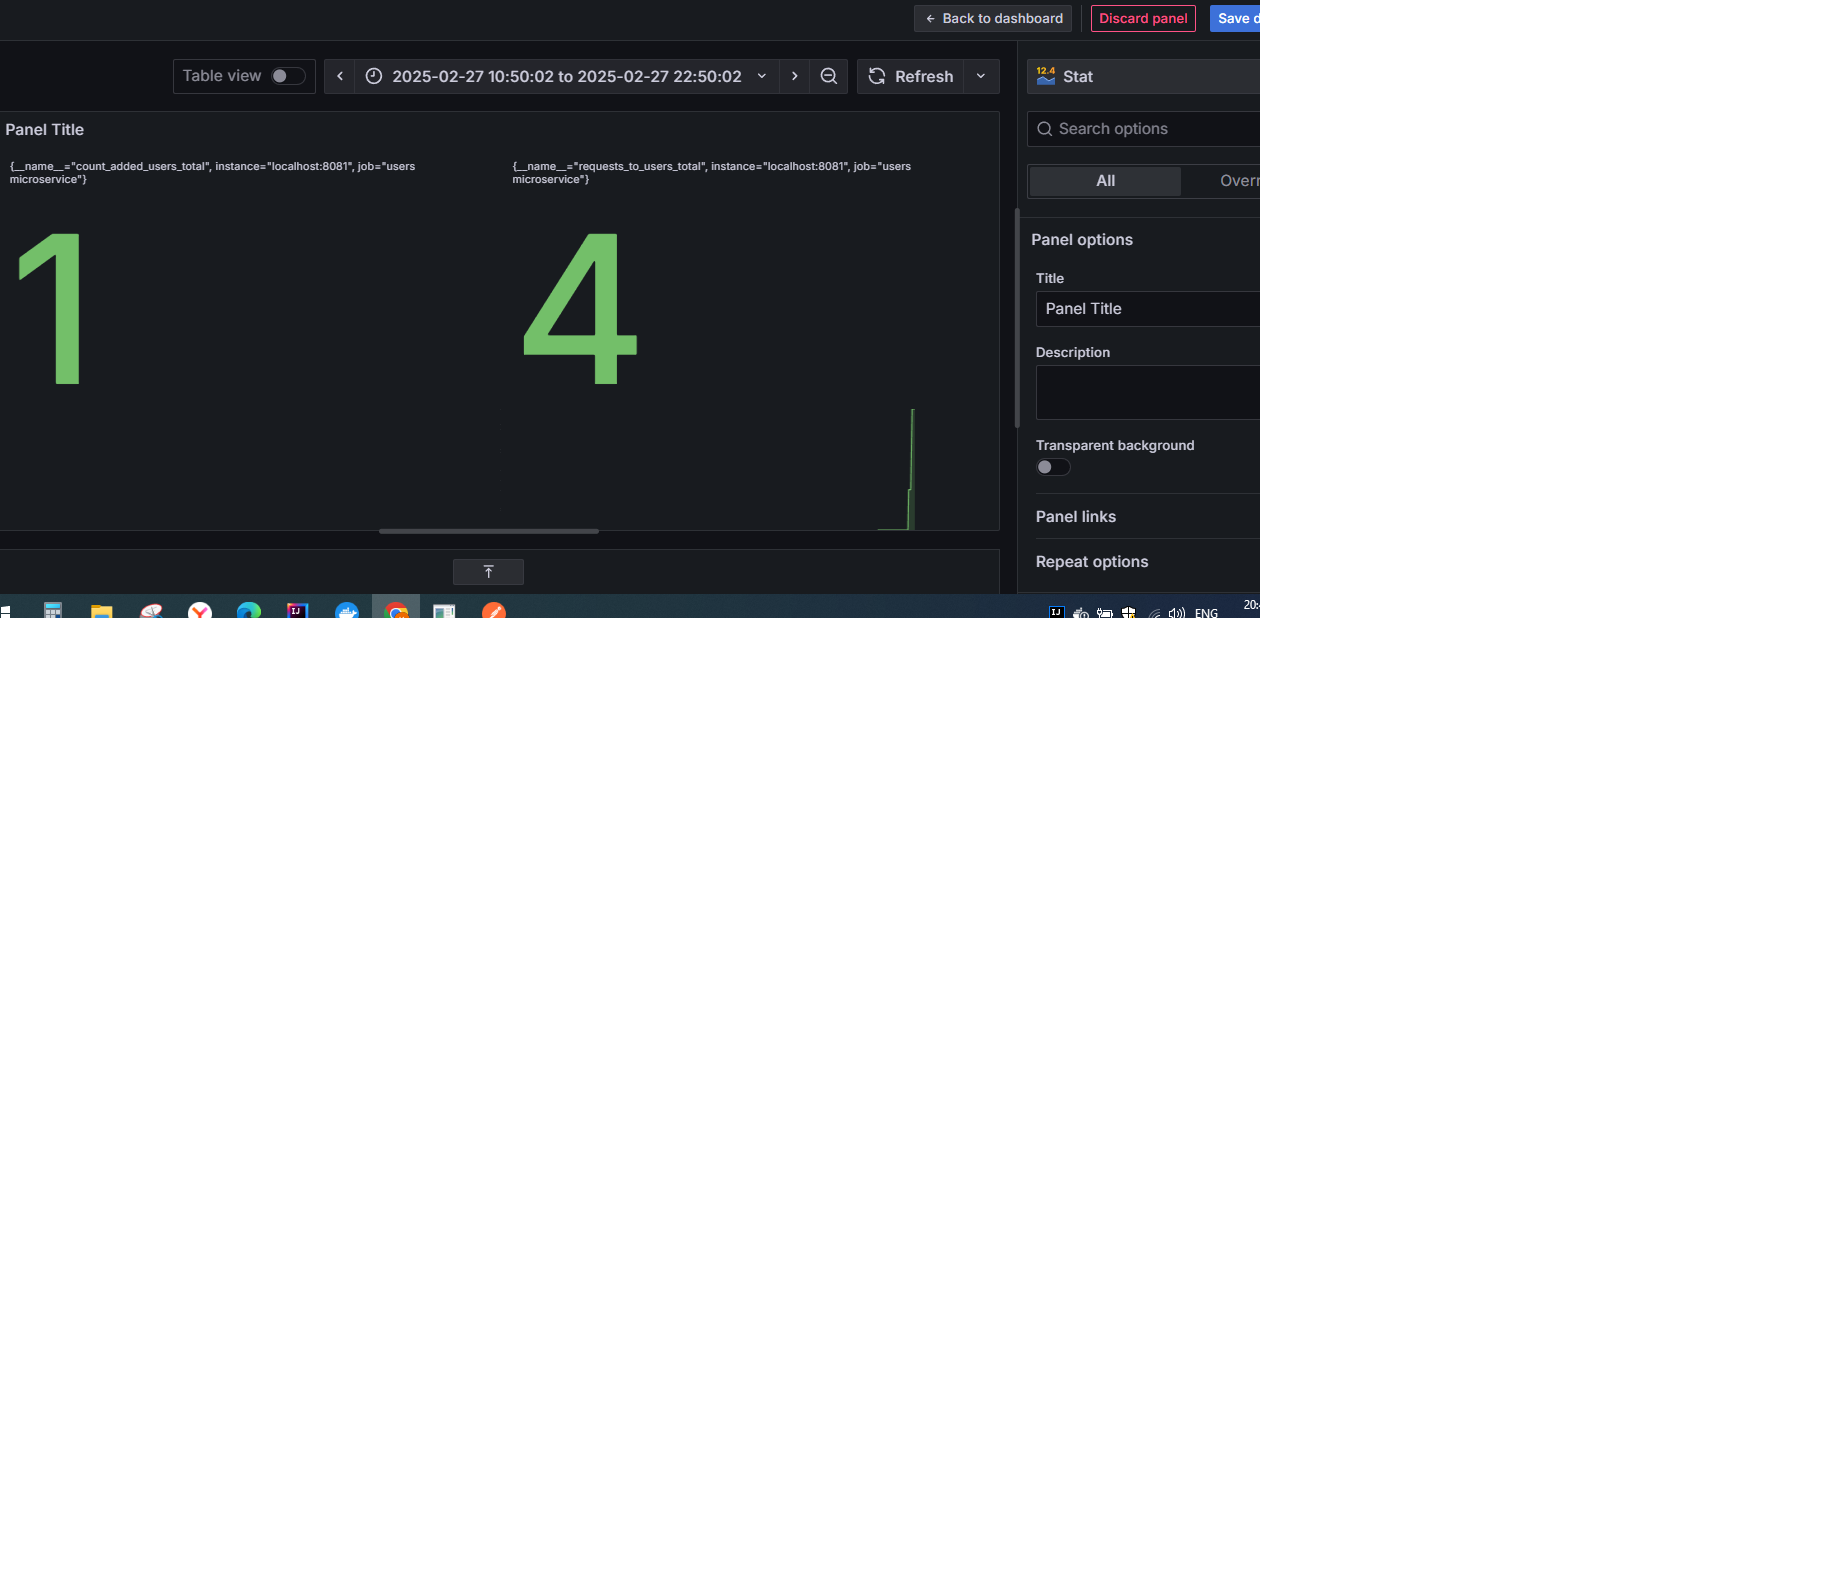 Back to dashboard
Discard panel
Save d
Table view
2025-02-27 10:50:02 to 2025-02-27 22:50:02
Refresh
12.4
Stat
Panel Title
Search options
{__name__="count_added_users_total", instance="localhost:8081", job="users
microservice"}
{__name__="requests_to_users_total", instance="localhost:8081", job="users
microservice"}
All
Overr
1
4
Panel options
Title
Panel Title
Description
Transparent background
Panel links
Repeat options
IJ
IJ
ENG
20: